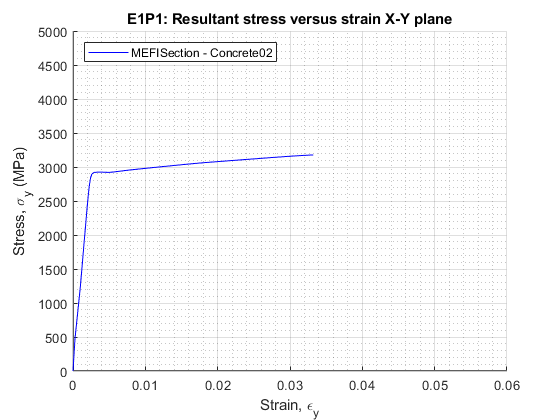 E1P1: Resultant stress versus strain X-Y plane
MEFISection - Concrete02
5000
4500
4000
3500
3000
2500
2000
1500
1000
500
0
Stress, σy (MPa)
0 0.01 0.02 0.03 0.04 0.05 0.06
Strain, ϵy